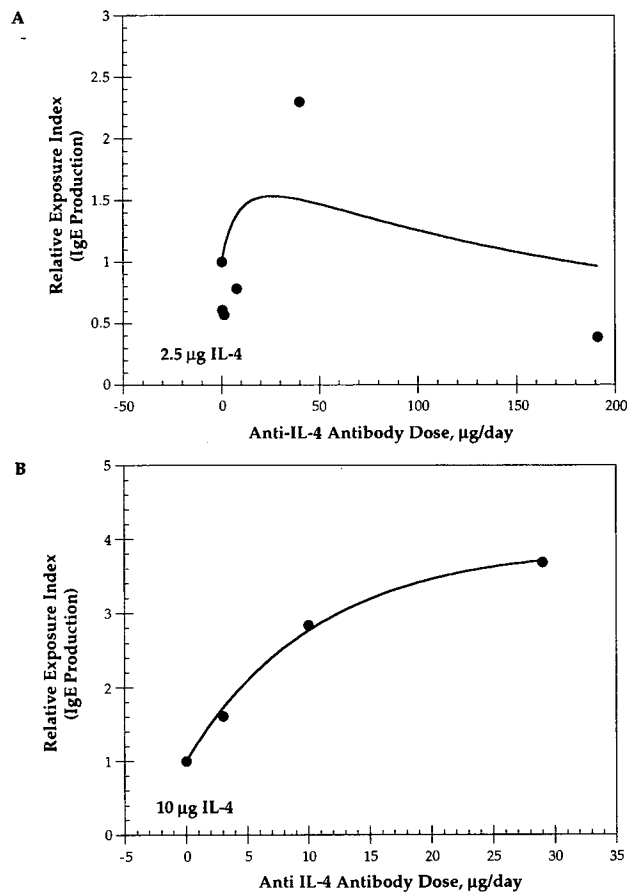 A
3
2.5
2
1.5
1
0.5
0
Relative Exposure Index
(IgE Production)
2.5 µg IL-4
-50 0 50 100 150 200
Anti-IL-4 Antibody Dose, µg/day
B
5
4
3
2
1
0
Relative Exposure Index
(IgE Production)
10 µg IL-4
-5 0 5 10 15 20 25 30 35
Anti IL-4 Antibody Dose, µg/day